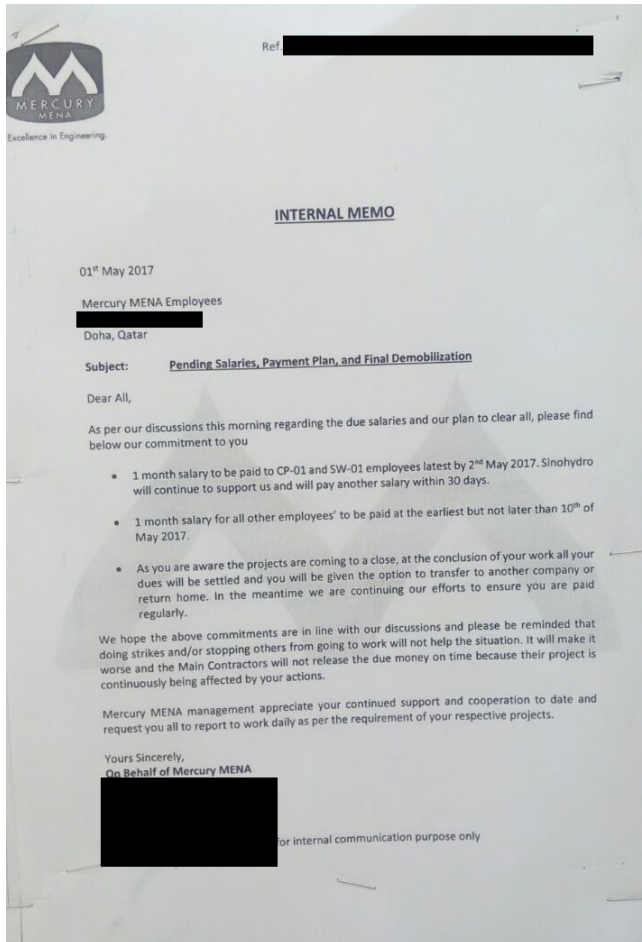 Ref.
MERCURY
MENA
Excellence in Engineering.
INTERNAL MEMO
01st May 2017
Mercury MENA Employees
Doha, Qatar
Subject: Pending Salaries, Payment Plan, and Final Demobilization
Dear All,
As per our discussions this morning regarding the due salaries and our plan to clear all, please find
below our commitment to you
• 1 month salary to be paid to CP-01 and SW-01 employees latest by 2nd May 2017. Sinohydro
will continue to support us and will pay another salary within 30 days.
• 1 month salary for all other employees' to be paid at the earliest but not later than 10th of
May 2017.
• As you are aware the projects are coming to a close, at the conclusion of your work all your
dues will be settled and you will be given the option to transfer to another company or
return home. In the meantime we are continuing our efforts to ensure you are paid
regularly.
We hope the above commitments are in line with our discussions and please be reminded that
doing strikes and/or stopping others from going to work will not help the situation. It will make it
worse and the Main Contractors will not release the due money on time because their project is
continuously being affected by your actions.
Mercury MENA management appreciate your continued support and cooperation to date and
request you all to report to work daily as per the requirement of your respective projects.
Yours Sincerely,
On Behalf of Mercury MENA
for internal communication purpose only